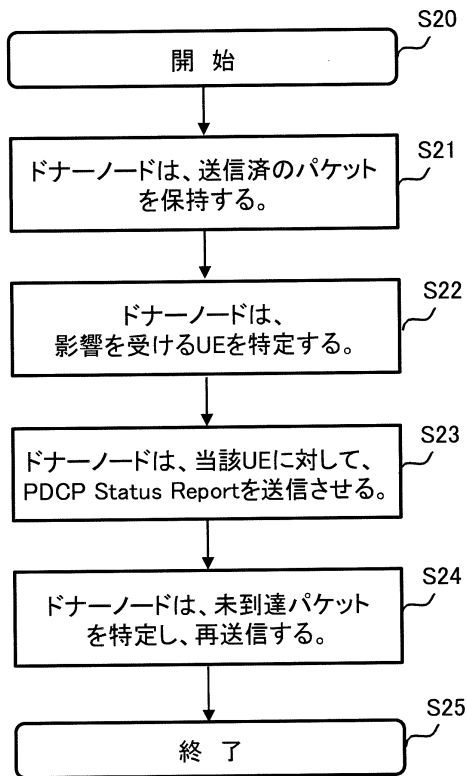 S20
開 始
S21
ドナーノードは、送信済のパケット
を保持する。
S22
ドナーノードは、
影響を受けるUEを特定する。
S23
ドナーノードは、当該UEに対して、
PDCP Status Reportを送信させる。
S24
ドナーノードは、未到達パケット
を特定し、再送信する。
S25
終 了